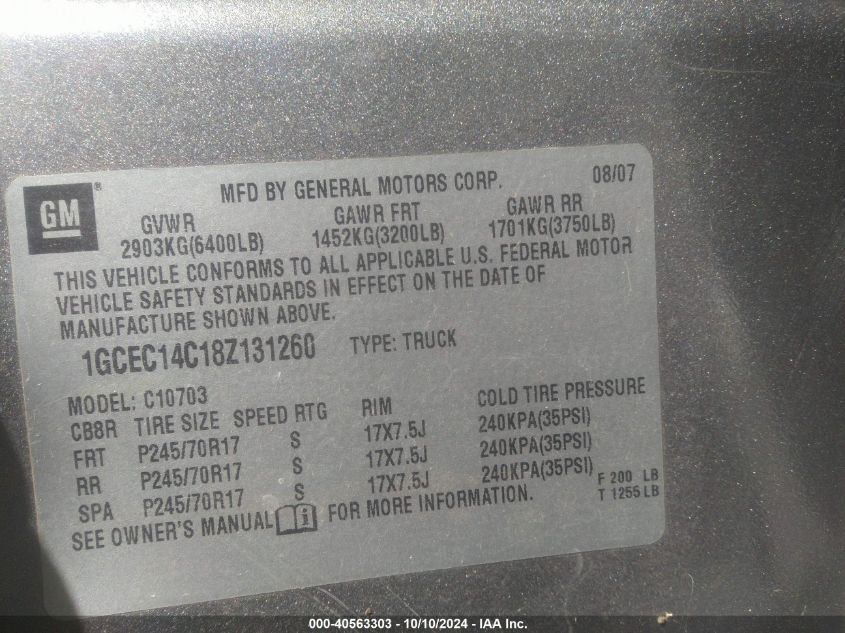 GM ®
MFD BY GENERAL MOTORS CORP. 08/07
GVWR GAWR FRT GAWR RR
2903KG(6400LB) 1452KG(3200LB) 1701KG(3750LB)
THIS VEHICLE CONFORMS TO ALL APPLICABLE U.S. FEDERAL MOTOR
VEHICLE SAFETY STANDARDS IN EFFECT ON THE DATE OF
MANUFACTURE SHOWN ABOVE.
1GCEC14C18Z131260 TYPE: TRUCK
MODEL: C10703
CB8R TIRE SIZE SPEED RTG RIM COLD TIRE PRESSURE
FRT P245/70R17 S 17X7.5J 240KPA(35PSI)
RR P245/70R17 S 17X7.5J 240KPA(35PSI)
SPA P245/70R17 S 17X7.5J 240KPA(35PSI)
SEE OWNER'S MANUAL i FOR MORE INFORMATION.
F 200 LB
T 1255 LB
000-40563303 - 10/10/2024 - IAA Inc.